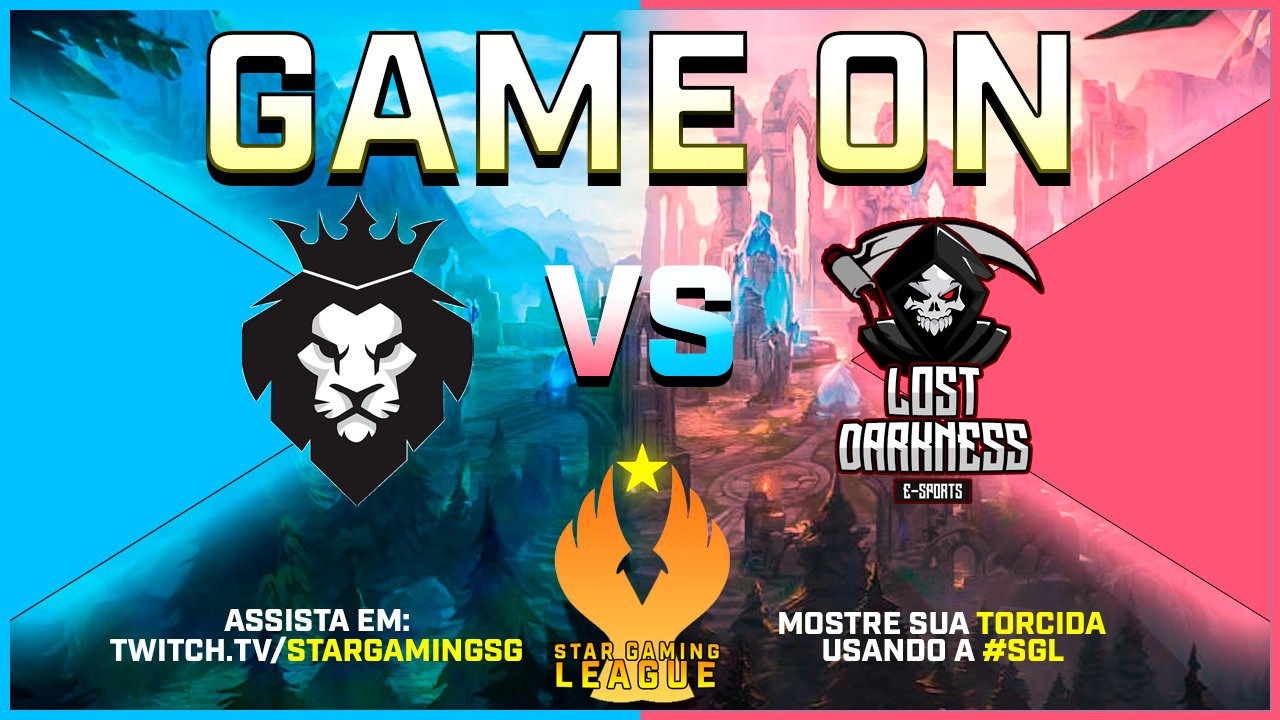 GAME ON
VS
LOST
DARKNESS
E-SPORTS
ASSISTA EM:
TWITCH.TV/STARGAMINGSG
STAR GAMING
LEAGUE
MOSTRE SUA TORCIDA
USANDO A #SGL